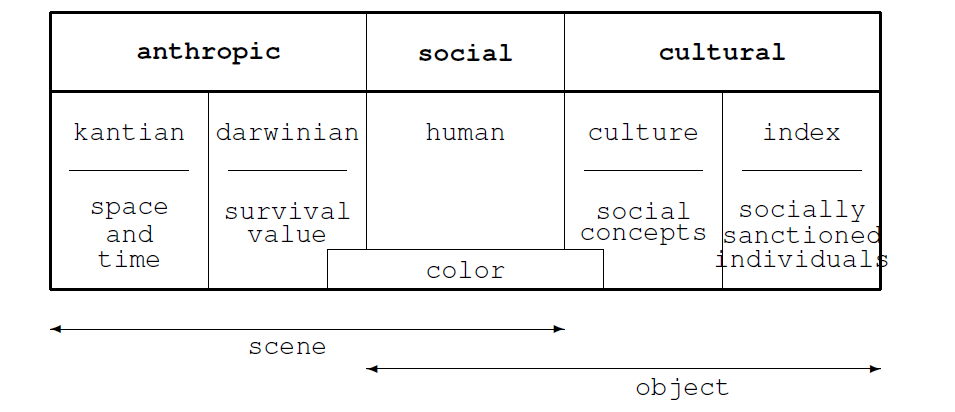 anthropic social cultural
kantian darwinian human culture index
space
and
time
survival
value
social
concepts
socially
sanctioned
individuals
color
scene
object